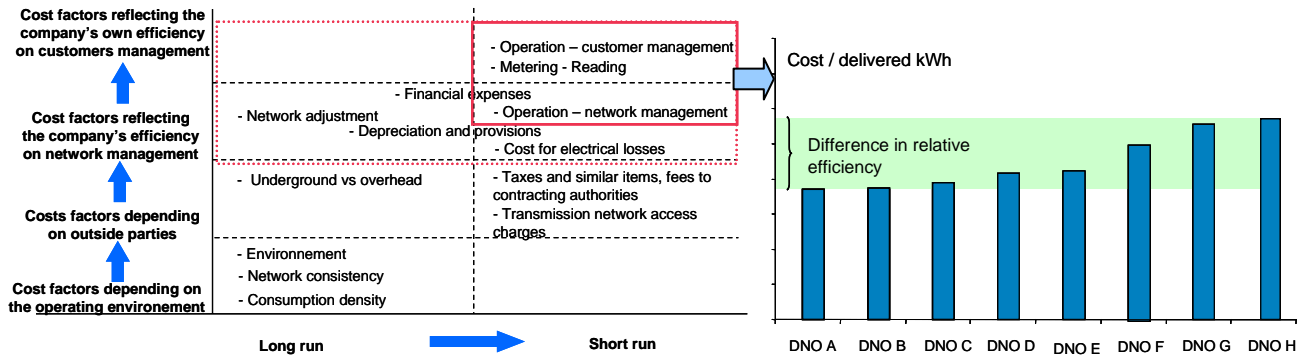 Cost factors reflecting the
company's own efficiency
on customers management
Cost factors reflecting
the company's efficiency
on network management
Costs factors depending
on outside parties
Cost factors depending on
the operating environement
- Operation – customer management
- Metering - Reading
- Financial expenses
- Network adjustment
- Operation – network management
- Depreciation and provisions
- Cost for electrical losses
- Underground vs overhead
- Taxes and similar items, fees to
contracting authorities
- Transmission network access
charges
- Environnement
- Network consistency
- Consumption density
Long run
Short run
Cost / delivered kWh
Difference in relative
efficiency
DNO A
DNO B
DNO C
DNO D
DNO E
DNO F
DNO G
DNO H